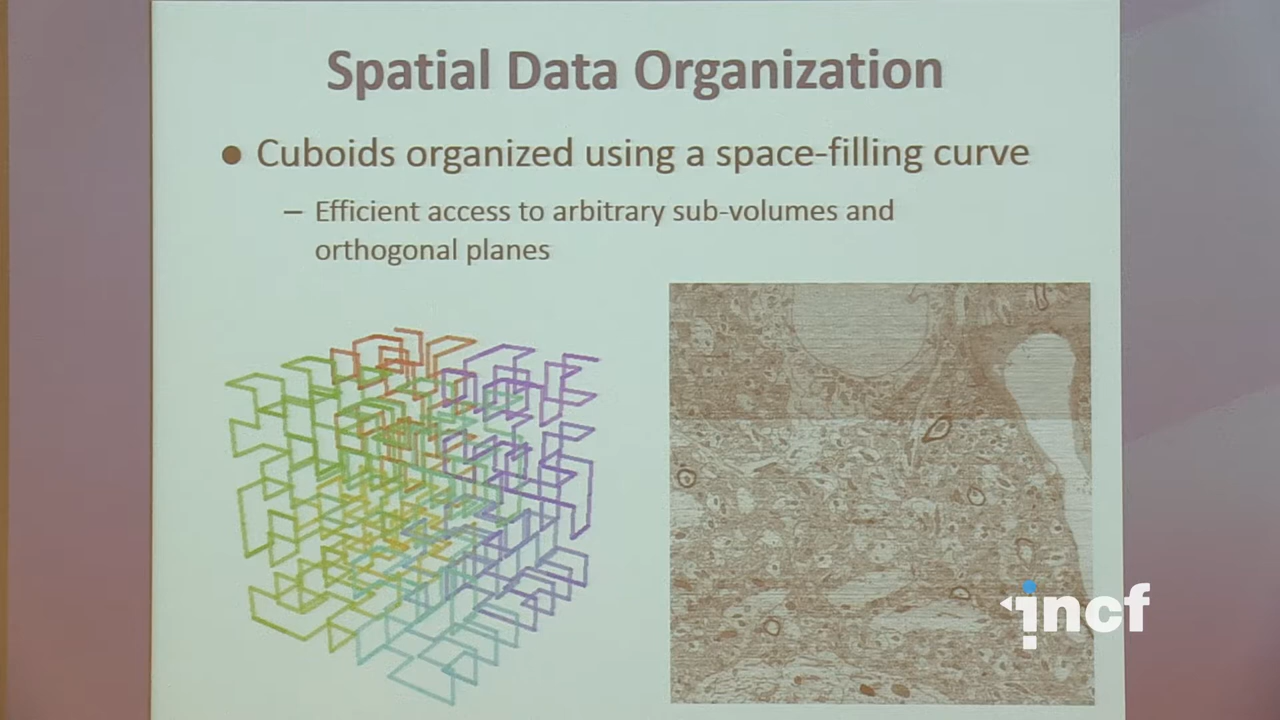 Spatial Data Organization
● Cuboids organized using a space-filling curve
– Efficient access to arbitrary sub-volumes and
orthogonal planes
incf